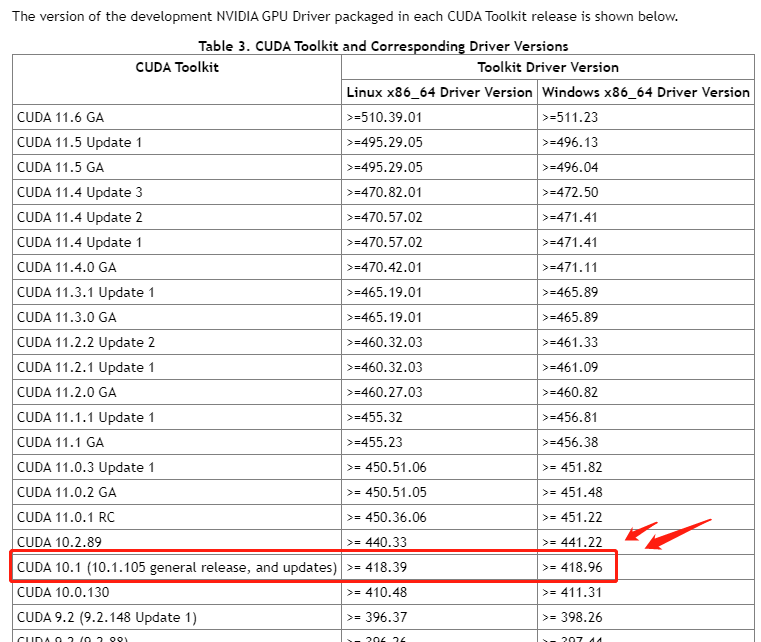 The version of the development NVIDIA GPU Driver packaged in each CUDA Toolkit release is shown below.
Table 3. CUDA Toolkit and Corresponding Driver Versions
CUDA Toolkit Toolkit Driver Version
Linux x86_64 Driver Version Windows x86_64 Driver Version
CUDA 11.6 GA >=510.39.01 >=511.23
CUDA 11.5 Update 1 >=495.29.05 >=496.13
CUDA 11.5 GA >=495.29.05 >=496.04
CUDA 11.4 Update 3 >=470.82.01 >=472.50
CUDA 11.4 Update 2 >=470.57.02 >=471.41
CUDA 11.4 Update 1 >=470.57.02 >=471.41
CUDA 11.4.0 GA >=470.42.01 >=471.11
CUDA 11.3.1 Update 1 >=465.19.01 >=465.89
CUDA 11.3.0 GA >=465.19.01 >=465.89
CUDA 11.2.2 Update 2 >=460.32.03 >=461.33
CUDA 11.2.1 Update 1 >=460.32.03 >=461.09
CUDA 11.2.0 GA >=460.27.03 >=460.82
CUDA 11.1.1 Update 1 >=455.32 >=456.81
CUDA 11.1 GA >=455.23 >=456.38
CUDA 11.0.3 Update 1 >= 450.51.06 >= 451.82
CUDA 11.0.2 GA >= 450.51.05 >= 451.48
CUDA 11.0.1 RC >= 450.36.06 >= 451.22
CUDA 10.2.89 >= 440.33 >= 441.22
CUDA 10.1 (10.1.105 general release, and updates) >= 418.39 >= 418.96
CUDA 10.0.130 >= 410.48 >= 411.31
CUDA 9.2 (9.2.148 Update 1) >= 396.37 >= 398.26
CUDA 9.2 (9.2.88) >= 396.26 >= 397.44